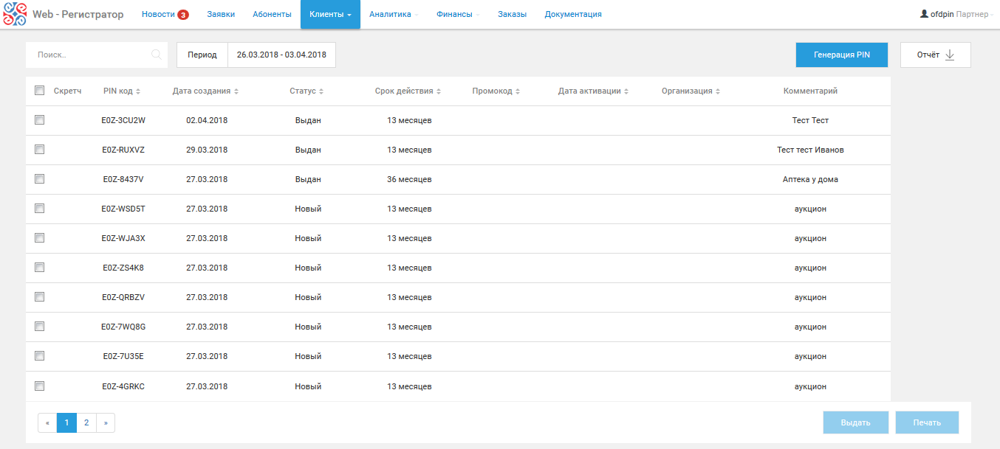 Web - Регистратор Новости 3 Заявки Абоненты Клиенты Аналитика Финансы Заказы Документация ofdpin Партнер
Поиск.. Период 26.03.2018 - 03.04.2018 Генерация PIN Отчёт
Скретч PIN код Дата создания Статус Срок действия Промокод Дата активации Организация Комментарий
E0Z-3CU2W 02.04.2018 Выдан 13 месяцев Тест Тест
E0Z-RUXVZ 29.03.2018 Выдан 13 месяцев Тест тест Иванов
E0Z-8437V 27.03.2018 Выдан 36 месяцев Аптека у дома
E0Z-WSD5T 27.03.2018 Новый 13 месяцев аукцион
E0Z-WJA3X 27.03.2018 Новый 13 месяцев аукцион
E0Z-ZS4K8 27.03.2018 Новый 13 месяцев аукцион
E0Z-QRBZV 27.03.2018 Новый 13 месяцев аукцион
E0Z-7WQ8G 27.03.2018 Новый 13 месяцев аукцион
E0Z-7U35E 27.03.2018 Новый 13 месяцев аукцион
E0Z-4GRKC 27.03.2018 Новый 13 месяцев аукцион
« 1 2 » Выдать Печать